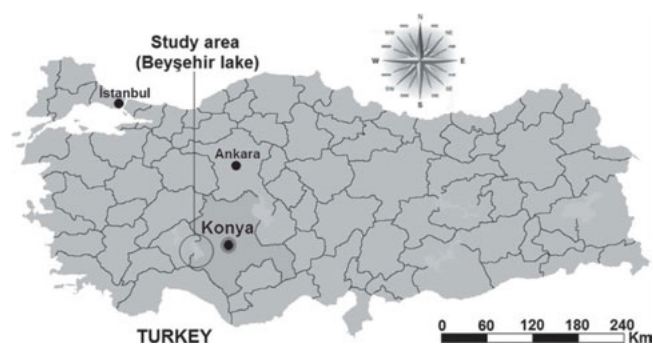 Study area
(Beyşehir lake)
N
W
E
S
İstanbul
Ankara
Konya
TURKEY
0 60 120 180 240
Km